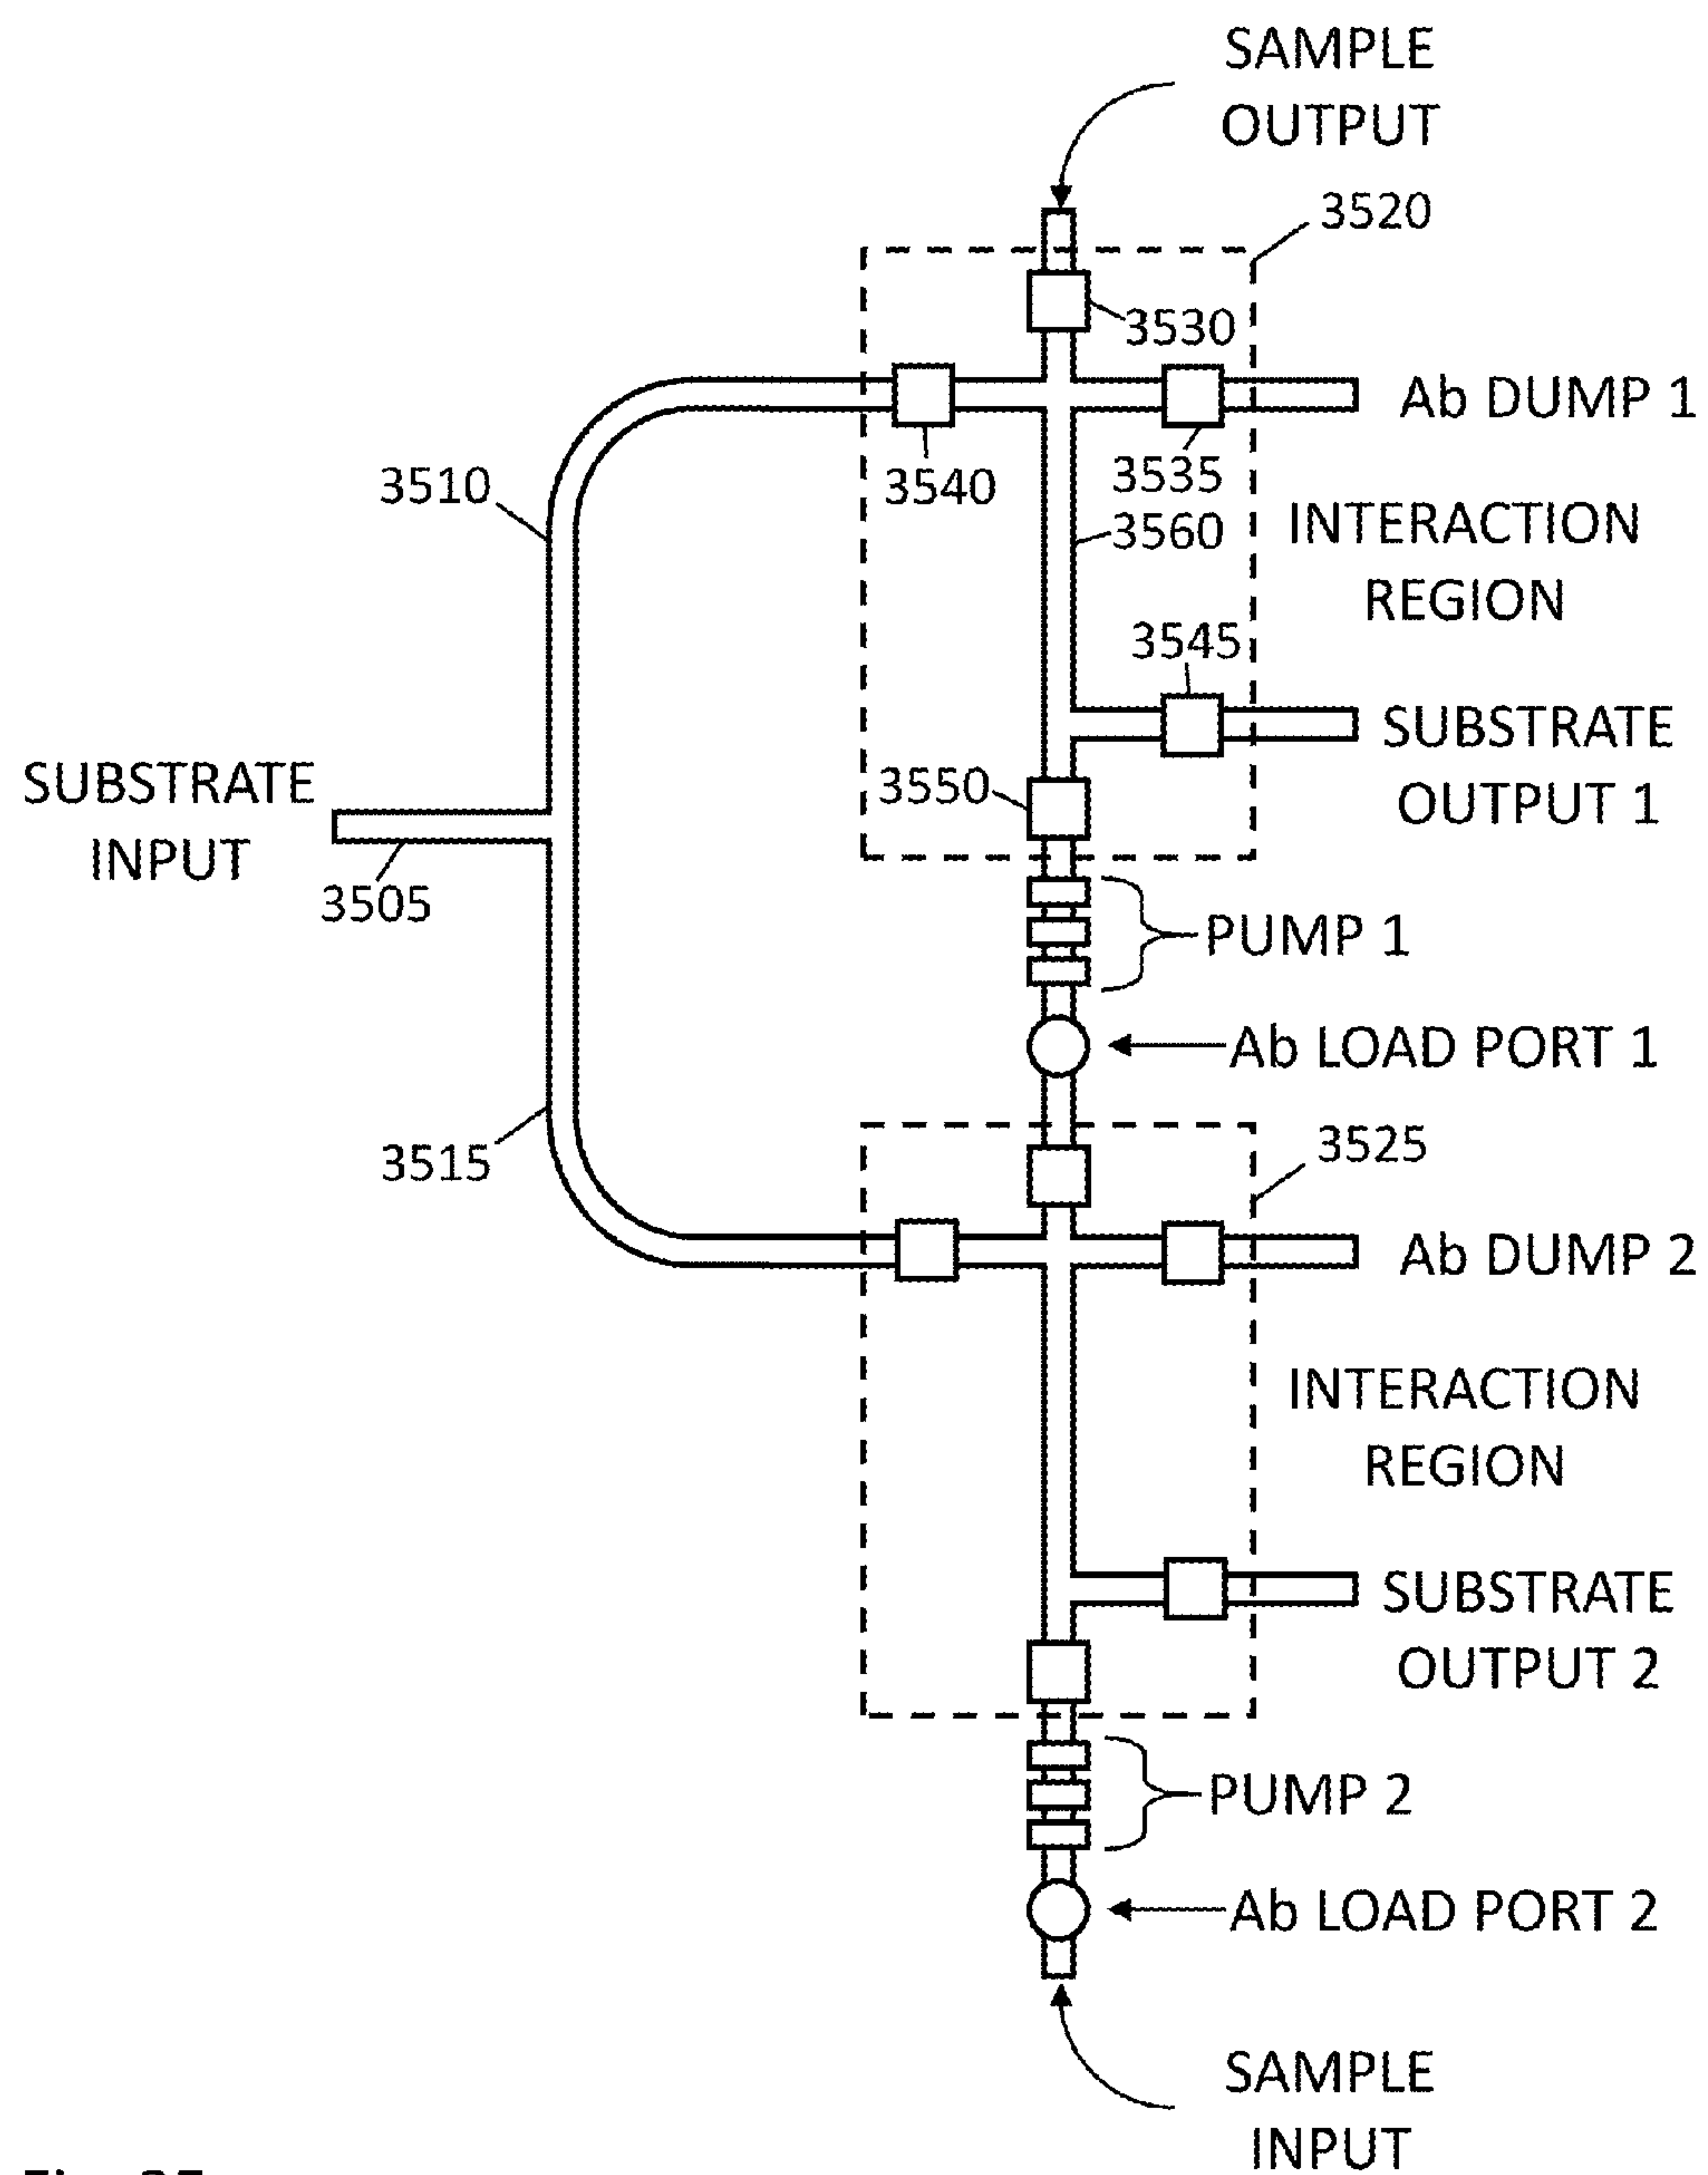 SAMPLE
OUTPUT
3520
3530
Ab DUMP 1
3540
3535
3510
3560
INTERACTION
REGION
3545
SUBSTRATE
OUTPUT 1
SUBSTRATE
INPUT
3505
3550
PUMP 1
Ab LOAD PORT 1
3525
3515
Ab DUMP 2
INTERACTION
REGION
SUBSTRATE
OUTPUT 2
PUMP 2
Ab LOAD PORT 2
SAMPLE
INPUT